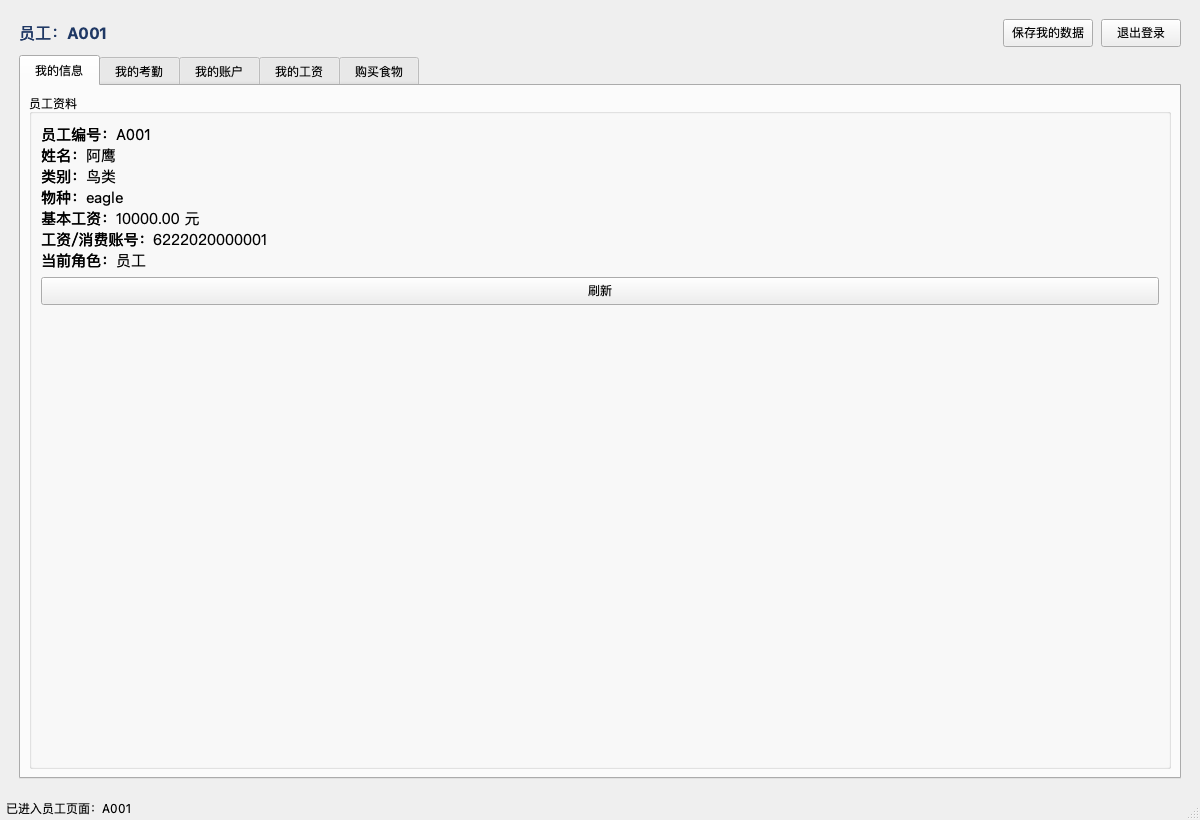 员工：A001
保存我的数据
退出登录
我的信息
我的考勤
我的账户
我的工资
购买食物
员工资料
员工编号：A001
姓名：阿鹰
类别：鸟类
物种：eagle
基本工资：10000.00 元
工资/消费账号：6222020000001
当前角色：员工
刷新
已进入员工页面：A001